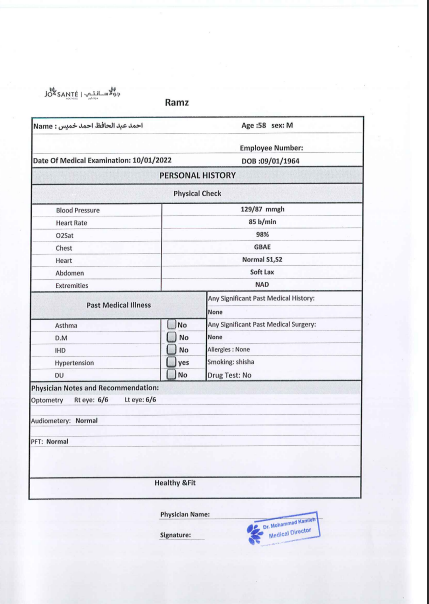 JOSANTÉ | جوسانتي
Ramz
Name : احمد عبد الحافظ احمد خميس Age :58 sex: M
Employee Number:
Date Of Medical Examination: 10/01/2022 DOB :09/01/1964
PERSONAL HISTORY
Physical Check
Blood Pressure 129/87 mmgh
Heart Rate 85 b/min
O2Sat 98%
Chest GBAE
Heart Normal S1,S2
Abdomen Soft Lax
Extremities NAD
Past Medical Illness
Any Significant Past Medical History:
None
Asthma No
Any Significant Past Medical Surgery:
D.M No
None
IHD No
Allergies : None
Hypertension yes
Smoking: shisha
DU No
Drug Test: No
Physician Notes and Recommendation:
Optometry Rt eye: 6/6 Lt eye: 6/6
Audiometery: Normal
PFT: Normal
Healthy &Fit
Physician Name:
Signature:
Dr. Mohammad
Medical Director